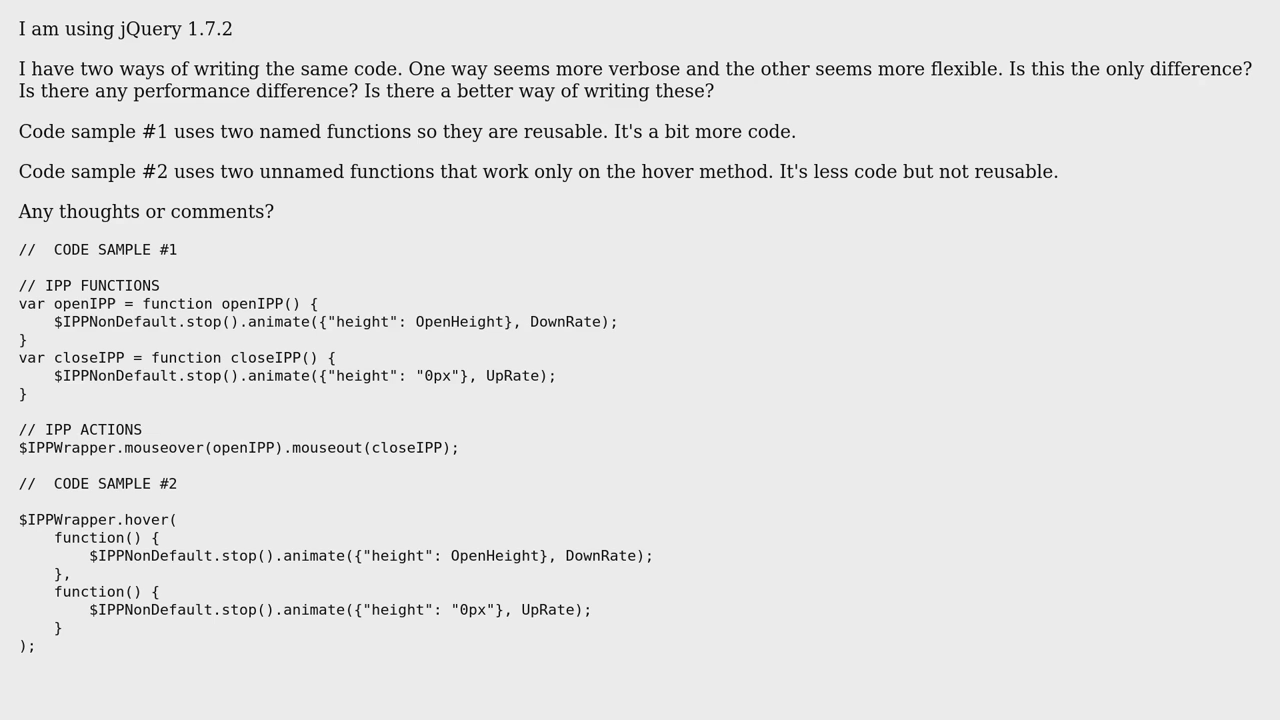 I am using jQuery 1.7.2
I have two ways of writing the same code. One way seems more verbose and the other seems more flexible. Is this the only difference?
Is there any performance difference? Is there a better way of writing these?
Code sample #1 uses two named functions so they are reusable. It's a bit more code.
Code sample #2 uses two unnamed functions that work only on the hover method. It's less code but not reusable.
Any thoughts or comments?
//  CODE SAMPLE #1
// IPP FUNCTIONS
var openIPP = function openIPP() {
    $IPPNonDefault.stop().animate({"height": OpenHeight}, DownRate);
}
var closeIPP = function closeIPP() {
    $IPPNonDefault.stop().animate({"height": "0px"}, UpRate);
}
// IPP ACTIONS
$IPPWrapper.mouseover(openIPP).mouseout(closeIPP);
//  CODE SAMPLE #2
$IPPWrapper.hover(
    function() {
        $IPPNonDefault.stop().animate({"height": OpenHeight}, DownRate);
    },
    function() {
        $IPPNonDefault.stop().animate({"height": "0px"}, UpRate);
    }
);